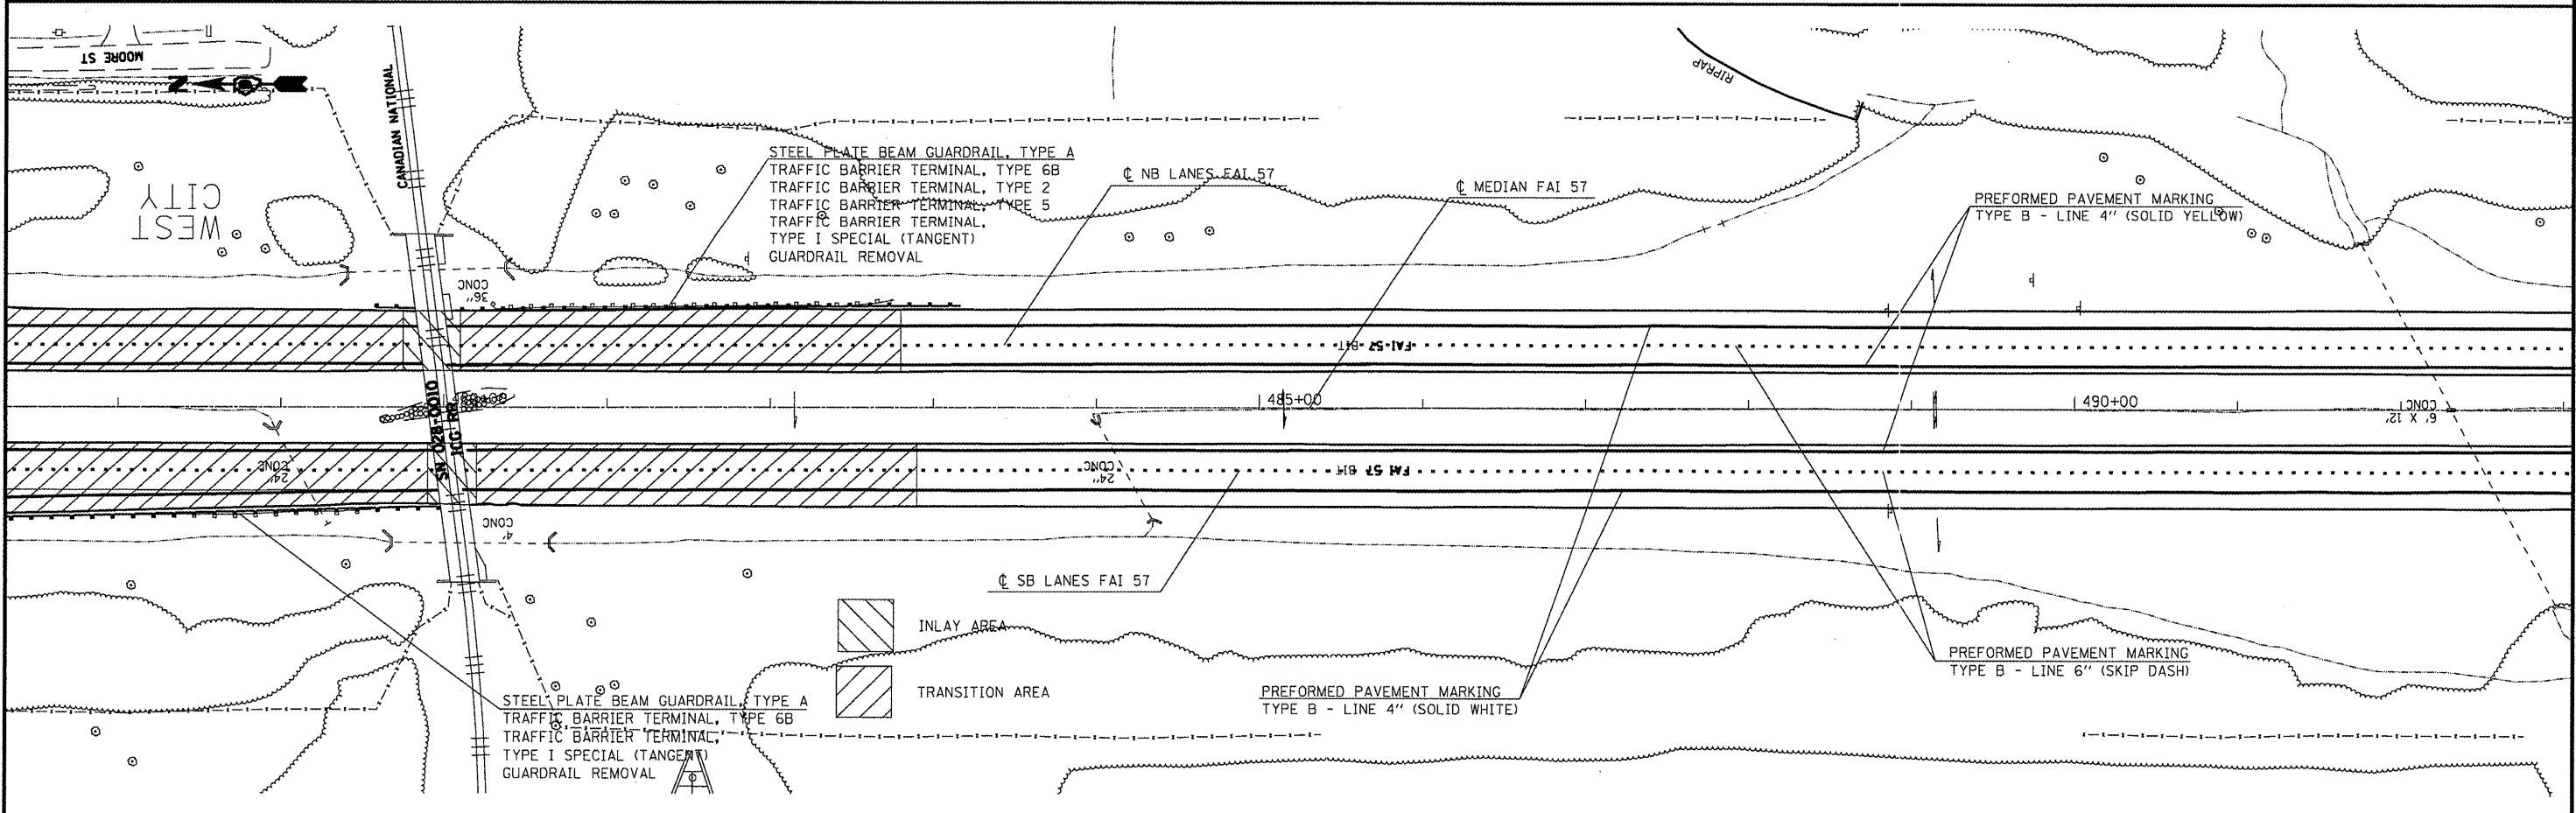 MOORE ST
N
CANADIAN NATIONAL
WEST
CITY
RIPRAP
STEEL PLATE BEAM GUARDRAIL, TYPE A
TRAFFIC BARRIER TERMINAL, TYPE 6B
TRAFFIC BARRIER TERMINAL, TYPE 2
TRAFFIC BARRIER TERMINAL, TYPE 5
TRAFFIC BARRIER TERMINAL,
TYPE I SPECIAL (TANGENT)
GUARDRAIL REMOVAL
℄ NB LANES FAI 57
℄ MEDIAN FAI 57
PREFORMED PAVEMENT MARKING
TYPE B - LINE 4" (SOLID YELLOW)
36"
CONC
FAI 57 BIT
485+00
490+00
6' X 12'
CONC
SN 028-0010
ICG RR
24"
CONC
24"
CONC
FAI 57 BIT
4'
CONC
℄ SB LANES FAI 57
INLAY AREA
TRANSITION AREA
PREFORMED PAVEMENT MARKING
TYPE B - LINE 6" (SKIP DASH)
PREFORMED PAVEMENT MARKING
TYPE B - LINE 4" (SOLID WHITE)
STEEL PLATE BEAM GUARDRAIL, TYPE A
TRAFFIC BARRIER TERMINAL, TYPE 6B
TRAFFIC BARRIER TERMINAL,
TYPE I SPECIAL (TANGENT)
GUARDRAIL REMOVAL